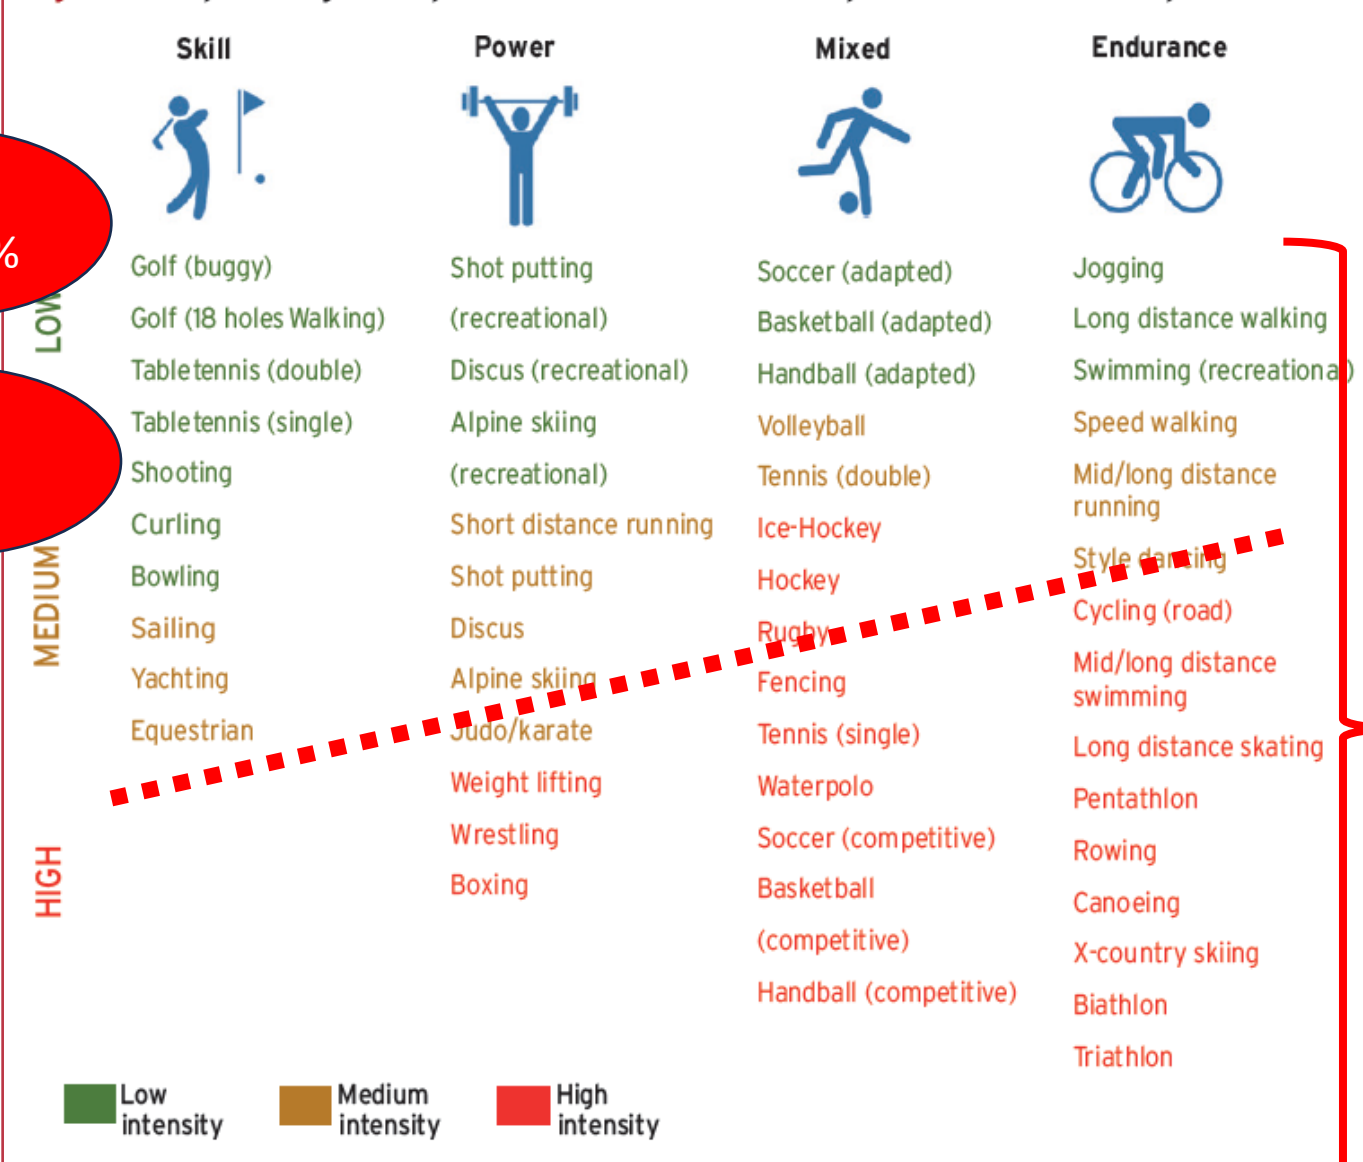 Skill
Power
Mixed
Endurance
%
LOW
MEDIUM
HIGH
Golf (buggy)
Golf (18 holes Walking)
Tabletennis (double)
Tabletennis (single)
Shooting
Curling
Bowling
Sailing
Yachting
Equestrian
Shot putting
(recreational)
Discus (recreational)
Alpine skiing
(recreational)
Short distance running
Shot putting
Discus
Alpine skiing
Judo/karate
Weight lifting
Wrestling
Boxing
Soccer (adapted)
Basketball (adapted)
Handball (adapted)
Volleyball
Tennis (double)
Ice-Hockey
Hockey
Rugby
Fencing
Tennis (single)
Waterpolo
Soccer (competitive)
Basketball
(competitive)
Handball (competitive)
Jogging
Long distance walking
Swimming (recreational)
Speed walking
Mid/long distance
running
Style dancing
Cycling (road)
Mid/long distance
swimming
Long distance skating
Pentathlon
Rowing
Canoeing
X-country skiing
Biathlon
Triathlon
Low
intensity
Medium
intensity
High
intensity